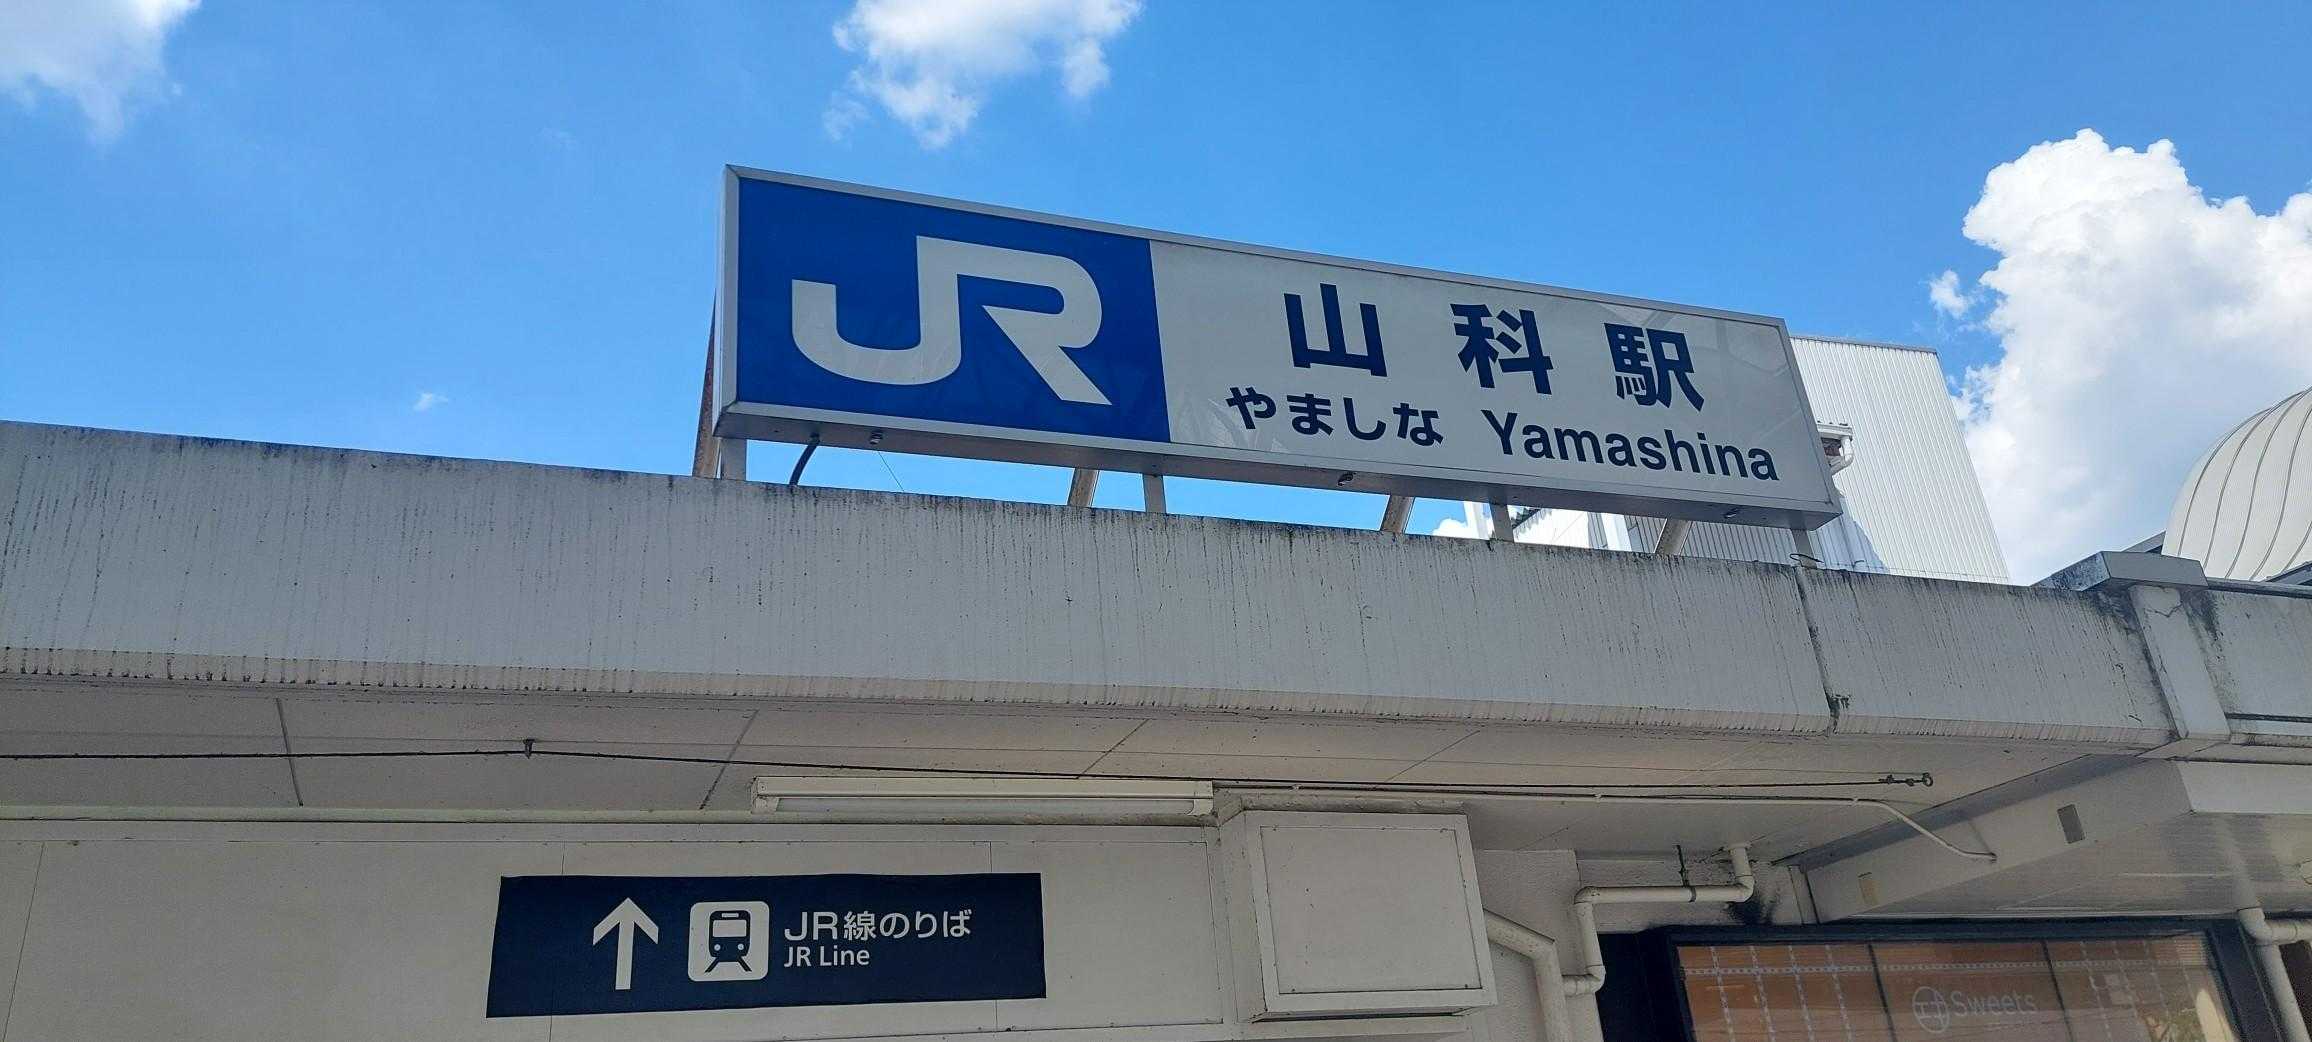 JR 山科駅
やましな Yamashina
JR線のりば
JR Line
Sweets